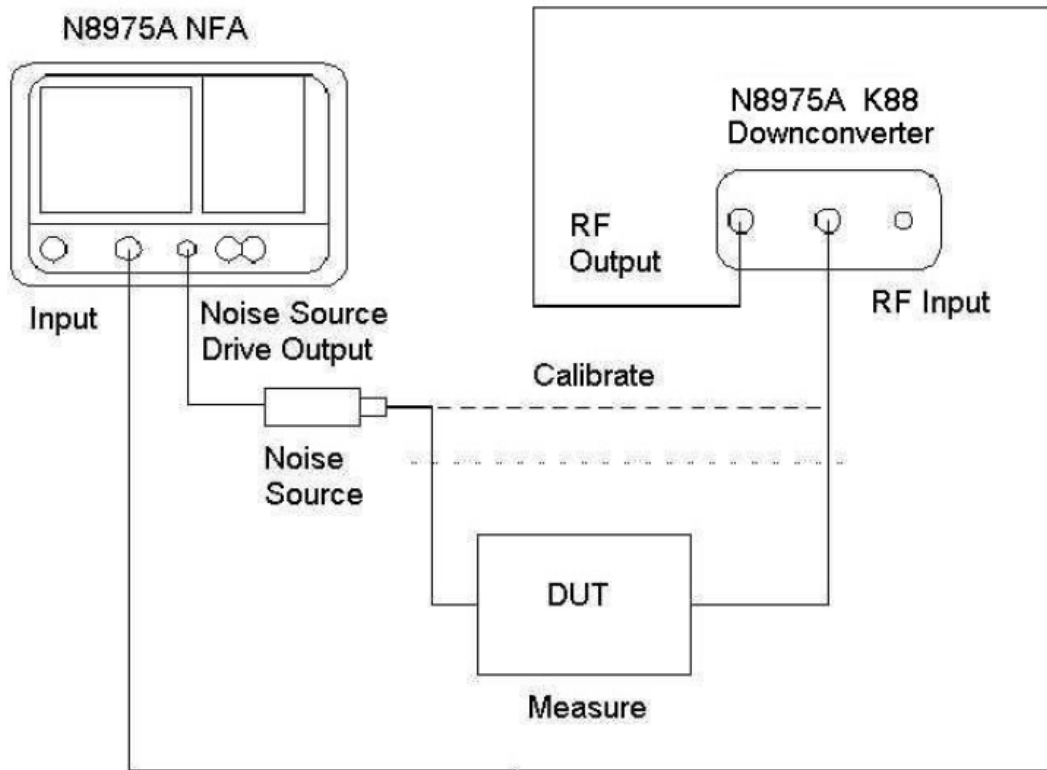 N8975A NFA
N8975A K88
Downconverter
RF
Output
RF Input
Input
Noise Source
Drive Output
Calibrate
Noise
Source
DUT
Measure